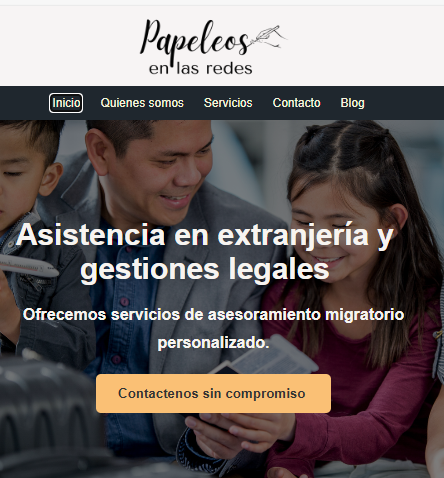 Papeleos
en las redes
Inicio Quienes somos Servicios Contacto Blog
Asistencia en extranjería y
gestiones legales
Ofrecemos servicios de asesoramiento migratorio
personalizado.
Contactenos sin compromiso